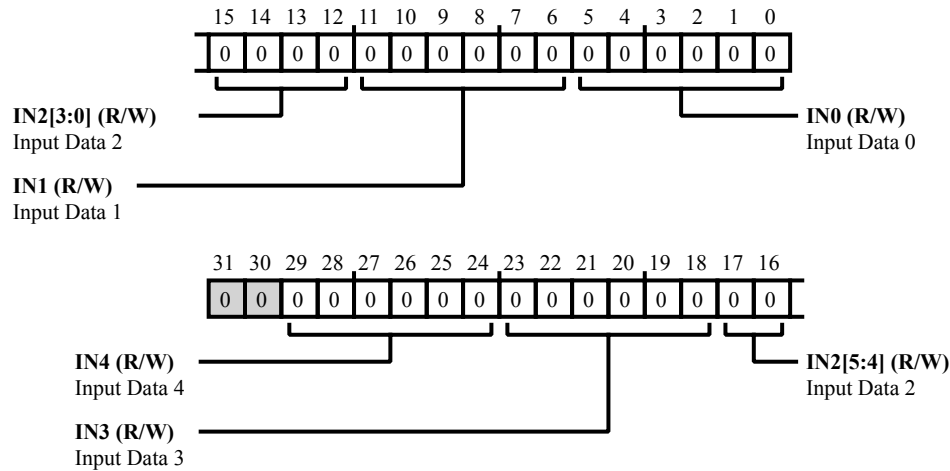 15 14 13 12 11 10 9 8 7 6 5 4 3 2 1 0
0 0 0 0 0 0 0 0 0 0 0 0 0 0 0 0
IN2[3:0] (R/W)
Input Data 2
IN0 (R/W)
Input Data 0
IN1 (R/W)
Input Data 1
31 30 29 28 27 26 25 24 23 22 21 20 19 18 17 16
0 0 0 0 0 0 0 0 0 0 0 0 0 0 0 0
IN4 (R/W)
Input Data 4
IN2[5:4] (R/W)
Input Data 2
IN3 (R/W)
Input Data 3